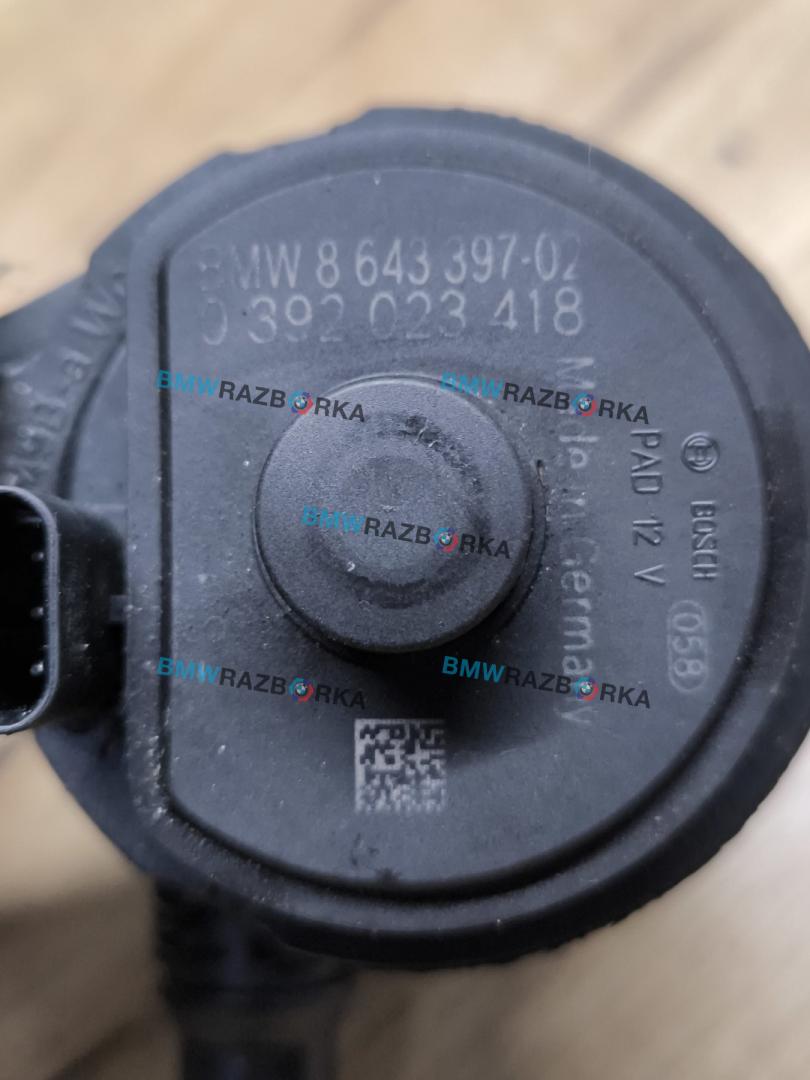 BMW 8 643 397-02
0 392 023 418
Made in Germany
PAD 12 V
BOSCH
058
BMWRAZBORKA
BMWRAZBORKA
BMWRAZBORKA
BMWRAZBORKA
BMWRAZBORKA